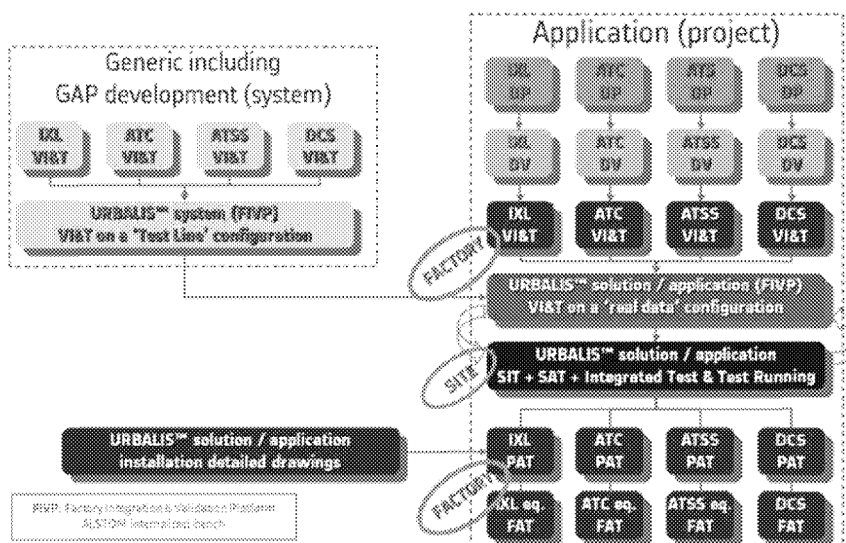 Generic including
GAP development (system)
IXL
VI&T
ATC
VI&T
ATSS
VI&T
DCS
VI&T
URBALIS™ system (FIVP)
VI&T on a 'Test Line' configuration
Application (project)
IXL
DP
ATC
DP
ATS
DP
DCS
DP
IXL
DV
ATC
DV
ATSS
DV
DCS
DV
IXL
VI&T
ATC
VI&T
ATSS
VI&T
DCS
VI&T
FACTORY
URBALIS™ solution / application (FIVP)
VI&T on a 'real data' configuration
URBALIS™ solution / application
SIT + SAT + Integrated Test & Test Running
SITE
URBALIS™ solution / application
installation detailed drawings
IXL
PAT
ATC
PAT
ATSS
PAT
DCS
PAT
FACTORY
IXL eq.
FAT
ATC eq.
FAT
ATSS eq.
FAT
DCS
FAT
FIVP: Factory Integration & Validation Platform
ALSTOM internalized bench